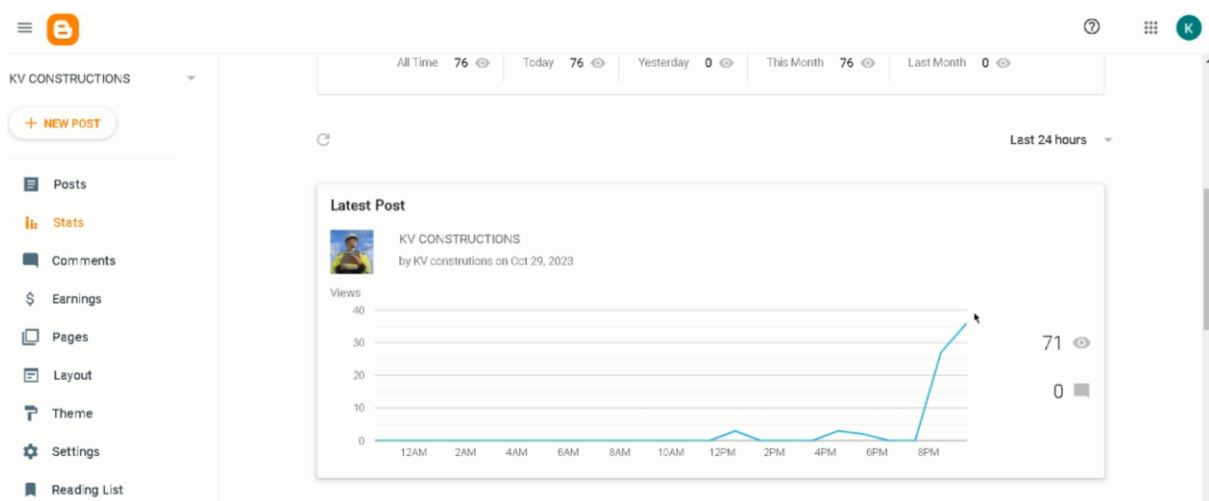 B
K
KV CONSTRUCTIONS
+ NEW POST
Posts
Stats
Comments
$ Earnings
Pages
Layout
Theme
Settings
Reading List
All Time 76 Today 76 Yesterday 0 This Month 76 Last Month 0
Last 24 hours
Latest Post
KV CONSTRUCTIONS
by KV construtions on Oct 29, 2023
Views
40
30
20
10
0
12AM 2AM 4AM 6AM 8AM 10AM 12PM 2PM 4PM 6PM 8PM
71
0